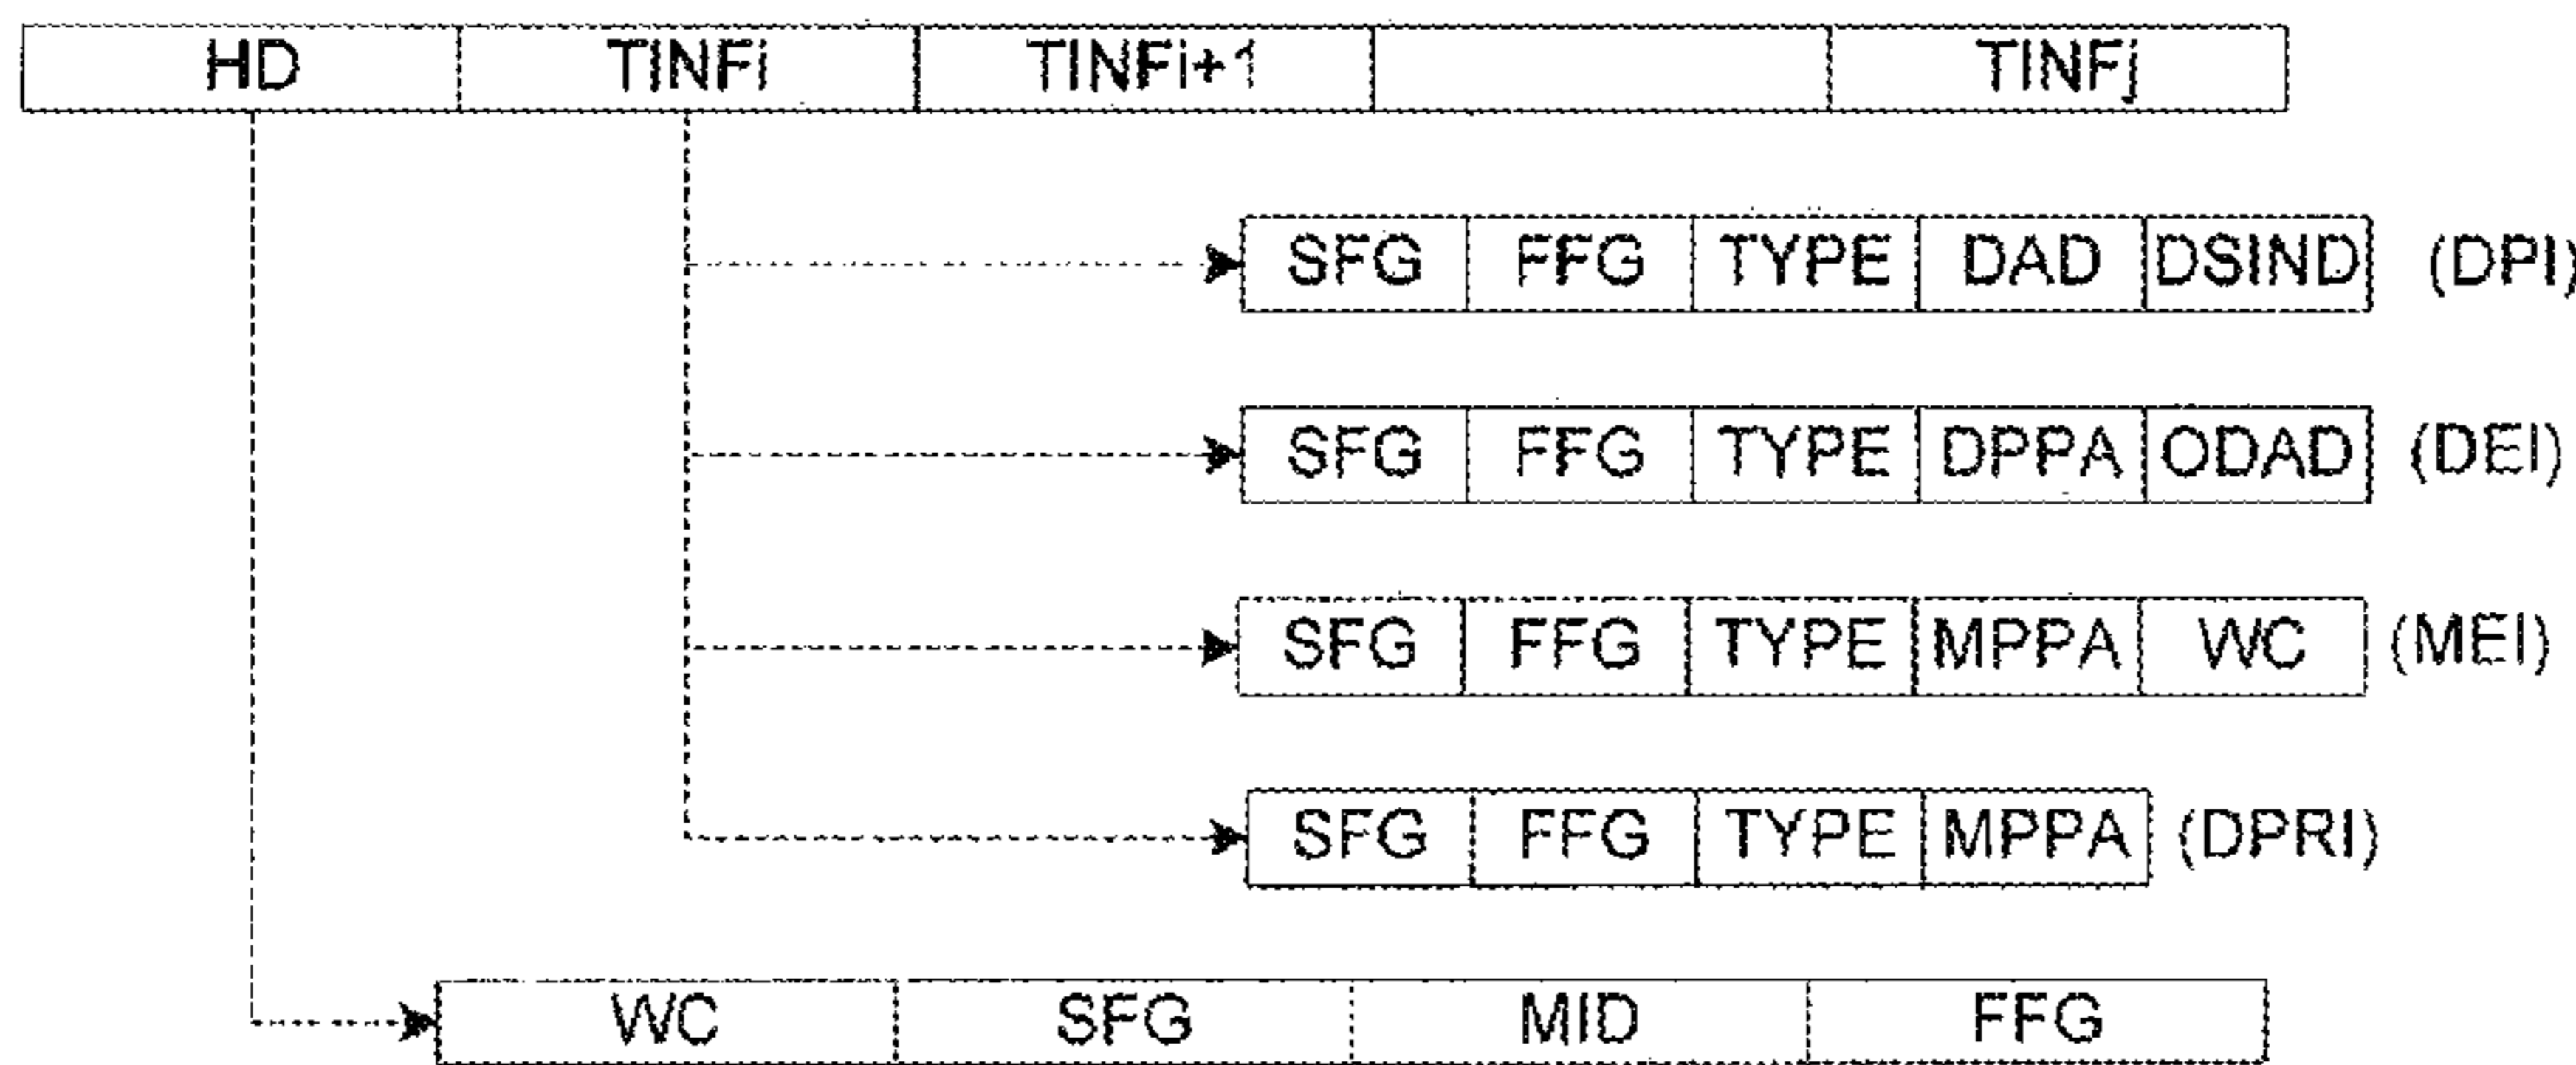 HD TINFi TINFi+1 TINFj
SFG FFG TYPE DAD DSIND (DPI)
SFG FFG TYPE DPPA ODAD (DEI)
SFG FFG TYPE MPPA WC (MEI)
SFG FFG TYPE MPPA (DPRI)
WC SFG MID FFG